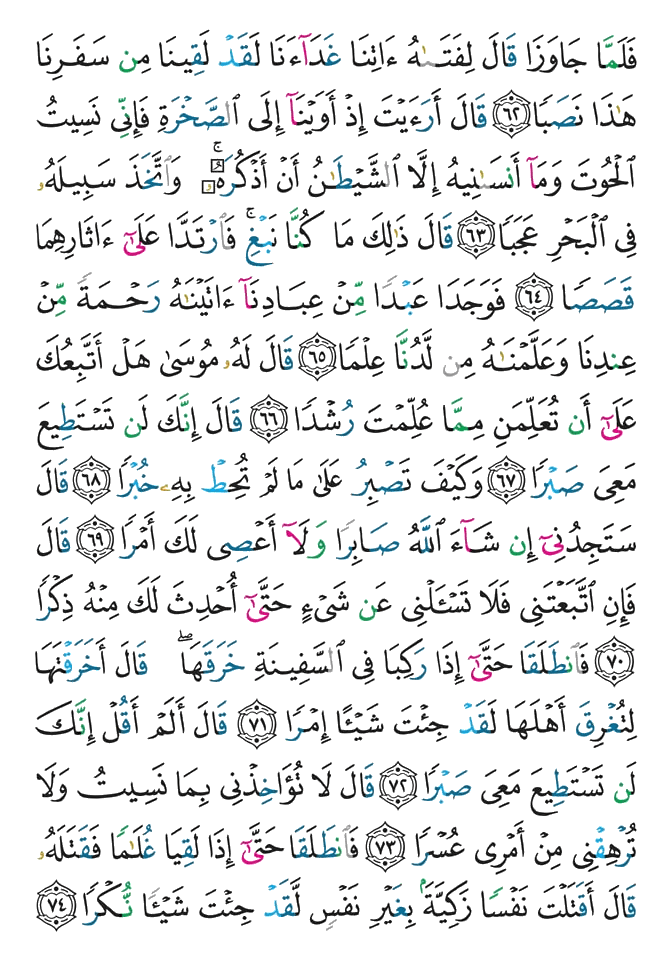 فَلَمَّا جَاوَزَا قَالَ لِفَتَىٰهُ ءَاتِنَا غَدَآءَنَا لَقَدْ لَقِينَا مِن سَفَرِنَا
هَٰذَا نَصَبًا ٦٢ قَالَ أَرَءَيْتَ إِذْ أَوَيْنَآ إِلَى ٱلصَّخْرَةِ فَإِنِّى نَسِيتُ
ٱلْحُوتَ وَمَآ أَنسَىٰنِيهُ إِلَّا ٱلشَّيْطَٰنُ أَنْ أَذْكُرَهُۥ ۚ وَٱتَّخَذَ سَبِيلَهُۥ
فِى ٱلْبَحْرِ عَجَبًا ٦٣ قَالَ ذَٰلِكَ مَا كُنَّا نَبْغِ ۚ فَٱرْتَدَّا عَلَىٰٓ ءَاثَارِهِمَا
قَصَصًا ٦٤ فَوَجَدَا عَبْدًا مِّنْ عِبَادِنَآ ءَاتَيْنَٰهُ رَحْمَةً مِّنْ
عِندِنَا وَعَلَّمْنَٰهُ مِن لَّدُنَّا عِلْمًا ٦٥ قَالَ لَهُۥ مُوسَىٰ هَلْ أَتَّبِعُكَ
عَلَىٰٓ أَن تُعَلِّمَنِ مِمَّا عُلِّمْتَ رُشْدًا ٦٦ قَالَ إِنَّكَ لَن تَسْتَطِيعَ
مَعِىَ صَبْرًا ٦٧ وَكَيْفَ تَصْبِرُ عَلَىٰ مَا لَمْ تُحِطْ بِهِۦ خُبْرًا ٦٨ قَالَ
سَتَجِدُنِىٓ إِن شَآءَ ٱللَّهُ صَابِرًا وَلَآ أَعْصِى لَكَ أَمْرًا ٦٩ قَالَ
فَإِنِ ٱتَّبَعْتَنِى فَلَا تَسْـَٔلْنِى عَن شَىْءٍ حَتَّىٰٓ أُحْدِثَ لَكَ مِنْهُ ذِكْرًا
٧٠ فَٱنطَلَقَا حَتَّىٰٓ إِذَا رَكِبَا فِى ٱلسَّفِينَةِ خَرَقَهَا ۖ قَالَ أَخَرَقْتَهَا
لِتُغْرِقَ أَهْلَهَا لَقَدْ جِئْتَ شَيْـًٔا إِمْرًا ٧١ قَالَ أَلَمْ أَقُلْ إِنَّكَ
لَن تَسْتَطِيعَ مَعِىَ صَبْرًا ٧٢ قَالَ لَا تُؤَاخِذْنِى بِمَا نَسِيتُ وَلَا
تُرْهِقْنِى مِنْ أَمْرِى عُسْرًا ٧٣ فَٱنطَلَقَا حَتَّىٰٓ إِذَا لَقِيَا غُلَٰمًا فَقَتَلَهُۥ
قَالَ أَقَتَلْتَ نَفْسًا زَكِيَّةًۢ بِغَيْرِ نَفْسٍ لَّقَدْ جِئْتَ شَيْـًٔا نُّكْرًا ٧٤